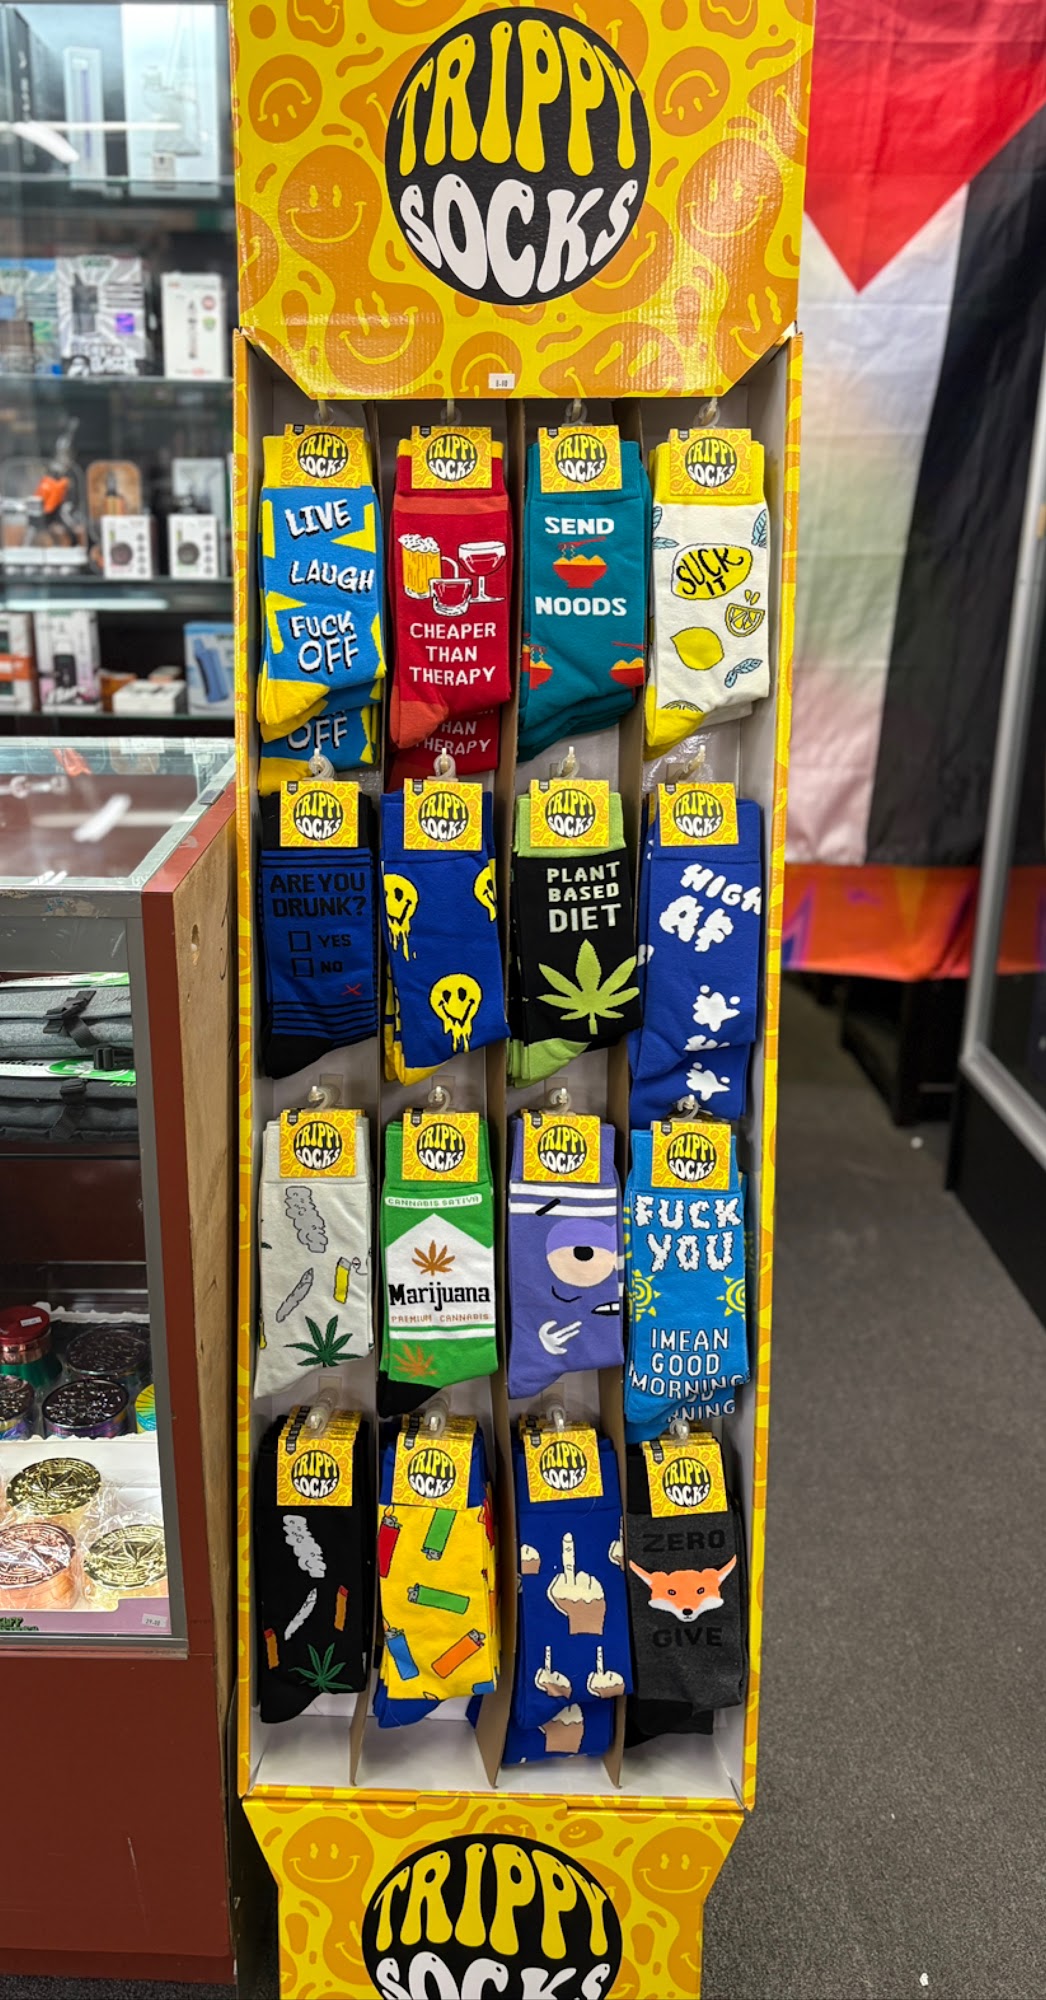 TRIPPY
SOCKS
TRIPPY
SOCKS
TRIPPY
SOCKS
TRIPPY
SOCKS
TRIPPY
SOCKS
LIVE
LAUGH
FUCK
OFF
OFF
CHEAPER
THAN
THERAPY
THAN
THERAPY
SEND
NOODS
SUCK
IT
TRIPPY
SOCKS
TRIPPY
SOCKS
TRIPPY
SOCKS
TRIPPY
SOCKS
ARE YOU
DRUNK?
YES
NO
PLANT
BASED
DIET
HIGH
AF
TRIPPY
SOCKS
TRIPPY
SOCKS
TRIPPY
SOCKS
TRIPPY
SOCKS
CANNABIS SATIVA
Marijuana
PREMIUM CANNABIS
FUCK
YOU
I MEAN
GOOD
MORNING
TRIPPY
SOCKS
TRIPPY
SOCKS
TRIPPY
SOCKS
TRIPPY
SOCKS
ZERO
GIVE
TRIPPY
SOCKS